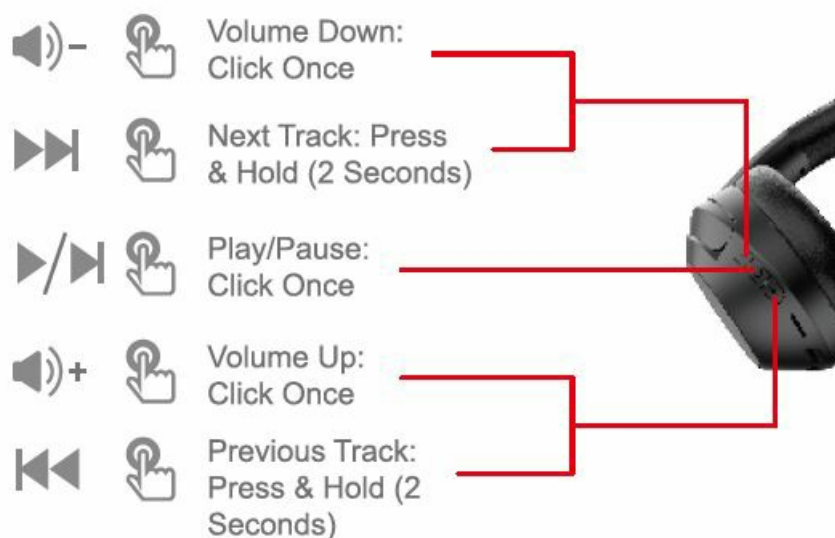 Volume Down:
Click Once
Next Track: Press
& Hold (2 Seconds)
Play/Pause:
Click Once
Volume Up:
Click Once
Previous Track:
Press & Hold (2
Seconds)